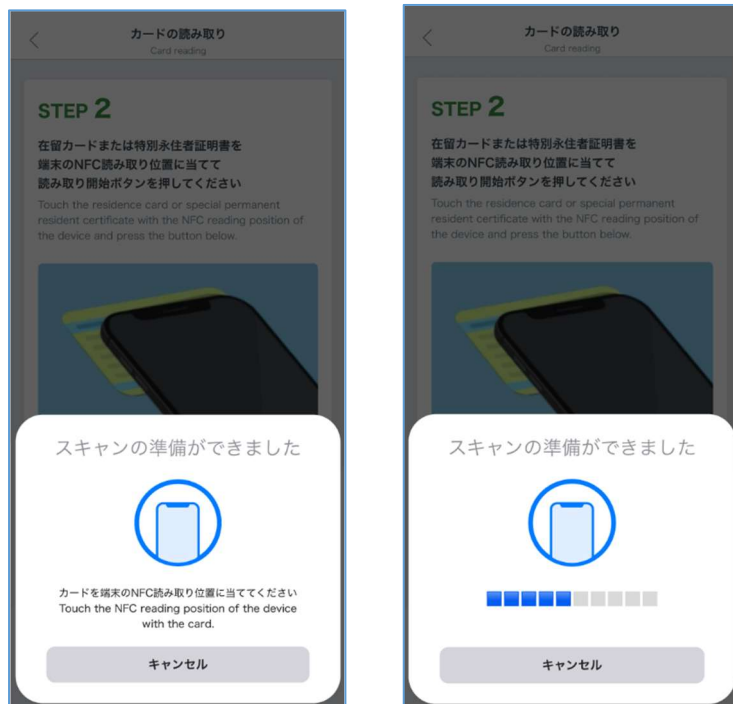 カードの読み取り
Card reading
STEP 2
在留カードまたは特別永住者証明書を
端末のNFC読み取り位置に当てて
読み取り開始ボタンを押してください
Touch the residence card or special permanent
resident certificate with the NFC reading position of
the device and press the button below.
スキャンの準備ができました
カードを端末のNFC読み取り位置に当ててください
Touch the NFC reading position of the device
with the card.
キャンセル
カードの読み取り
Card reading
STEP 2
在留カードまたは特別永住者証明書を
端末のNFC読み取り位置に当てて
読み取り開始ボタンを押してください
Touch the residence card or special permanent
resident certificate with the NFC reading position of
the device and press the button below.
スキャンの準備ができました
キャンセル